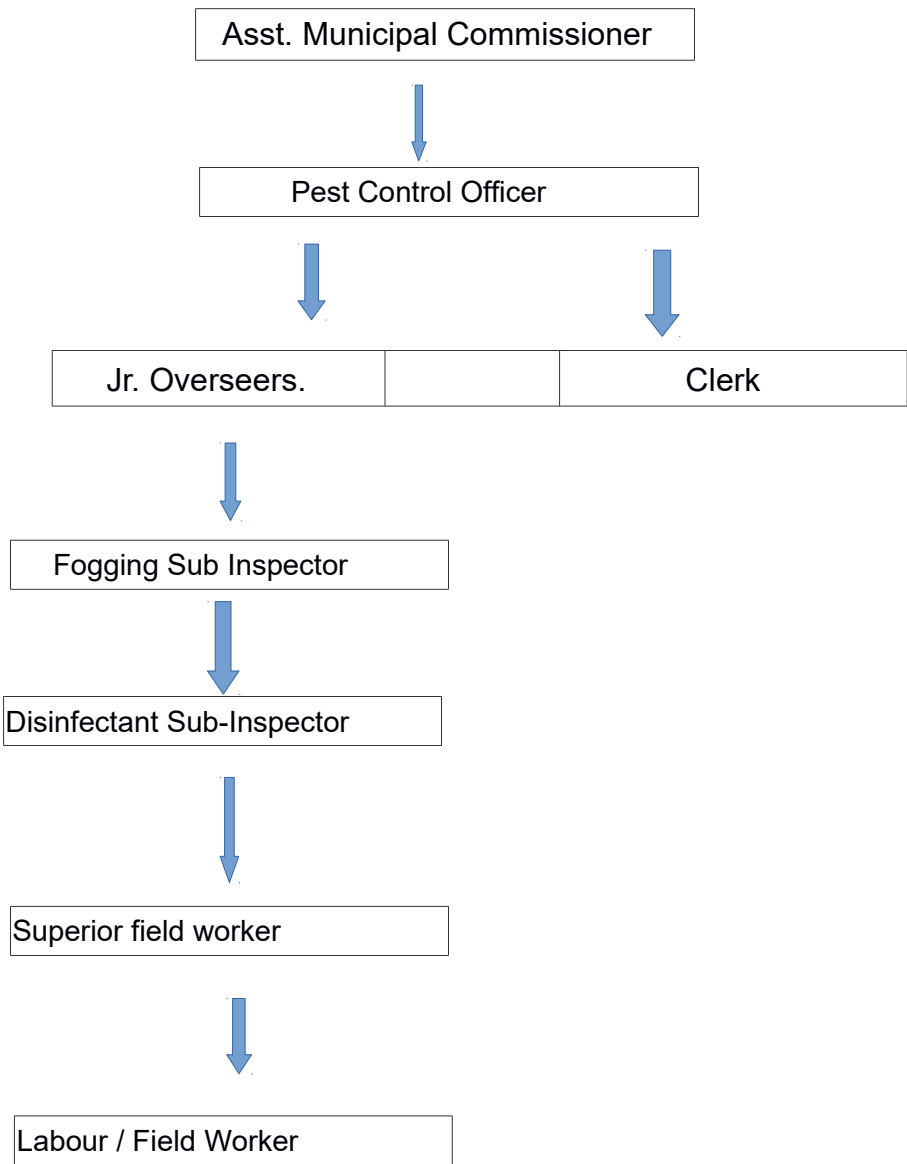 Asst. Municipal Commissioner
Pest Control Officer
Jr. Overseers.
Clerk
Fogging Sub Inspector
Disinfectant Sub-Inspector
Superior field worker
Labour / Field Worker